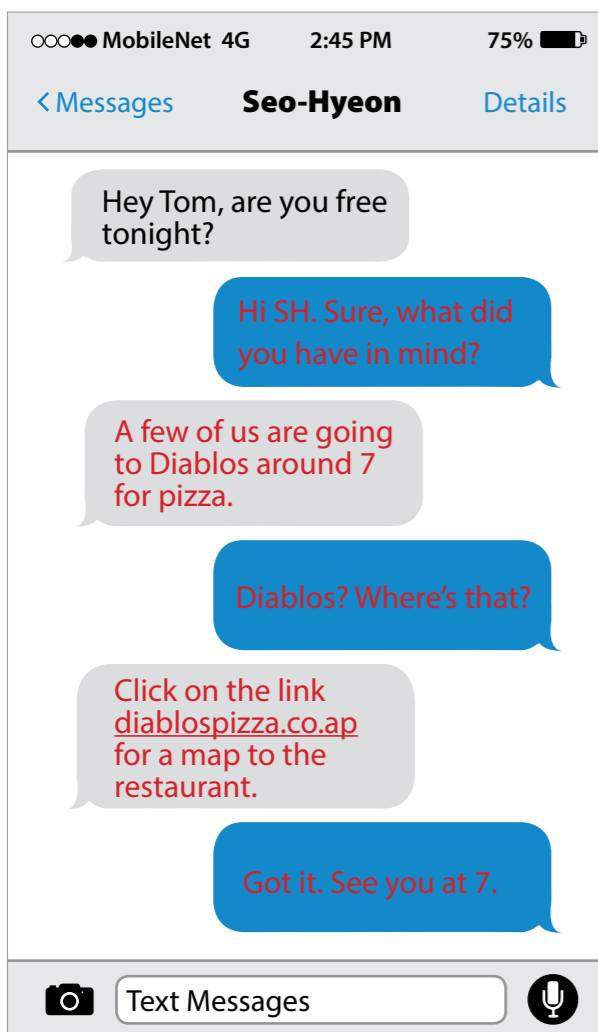 MobileNet 4G 2:45 PM 75%
< Messages Seo-Hyeon Details
Hey Tom, are you free
tonight?
Hi SH. Sure, what did
you have in mind?
A few of us are going
to Diablos around 7
for pizza.
Diablos? Where's that?
Click on the link
diablospizza.co.ap
for a map to the
restaurant.
Got it. See you at 7.
Text Messages